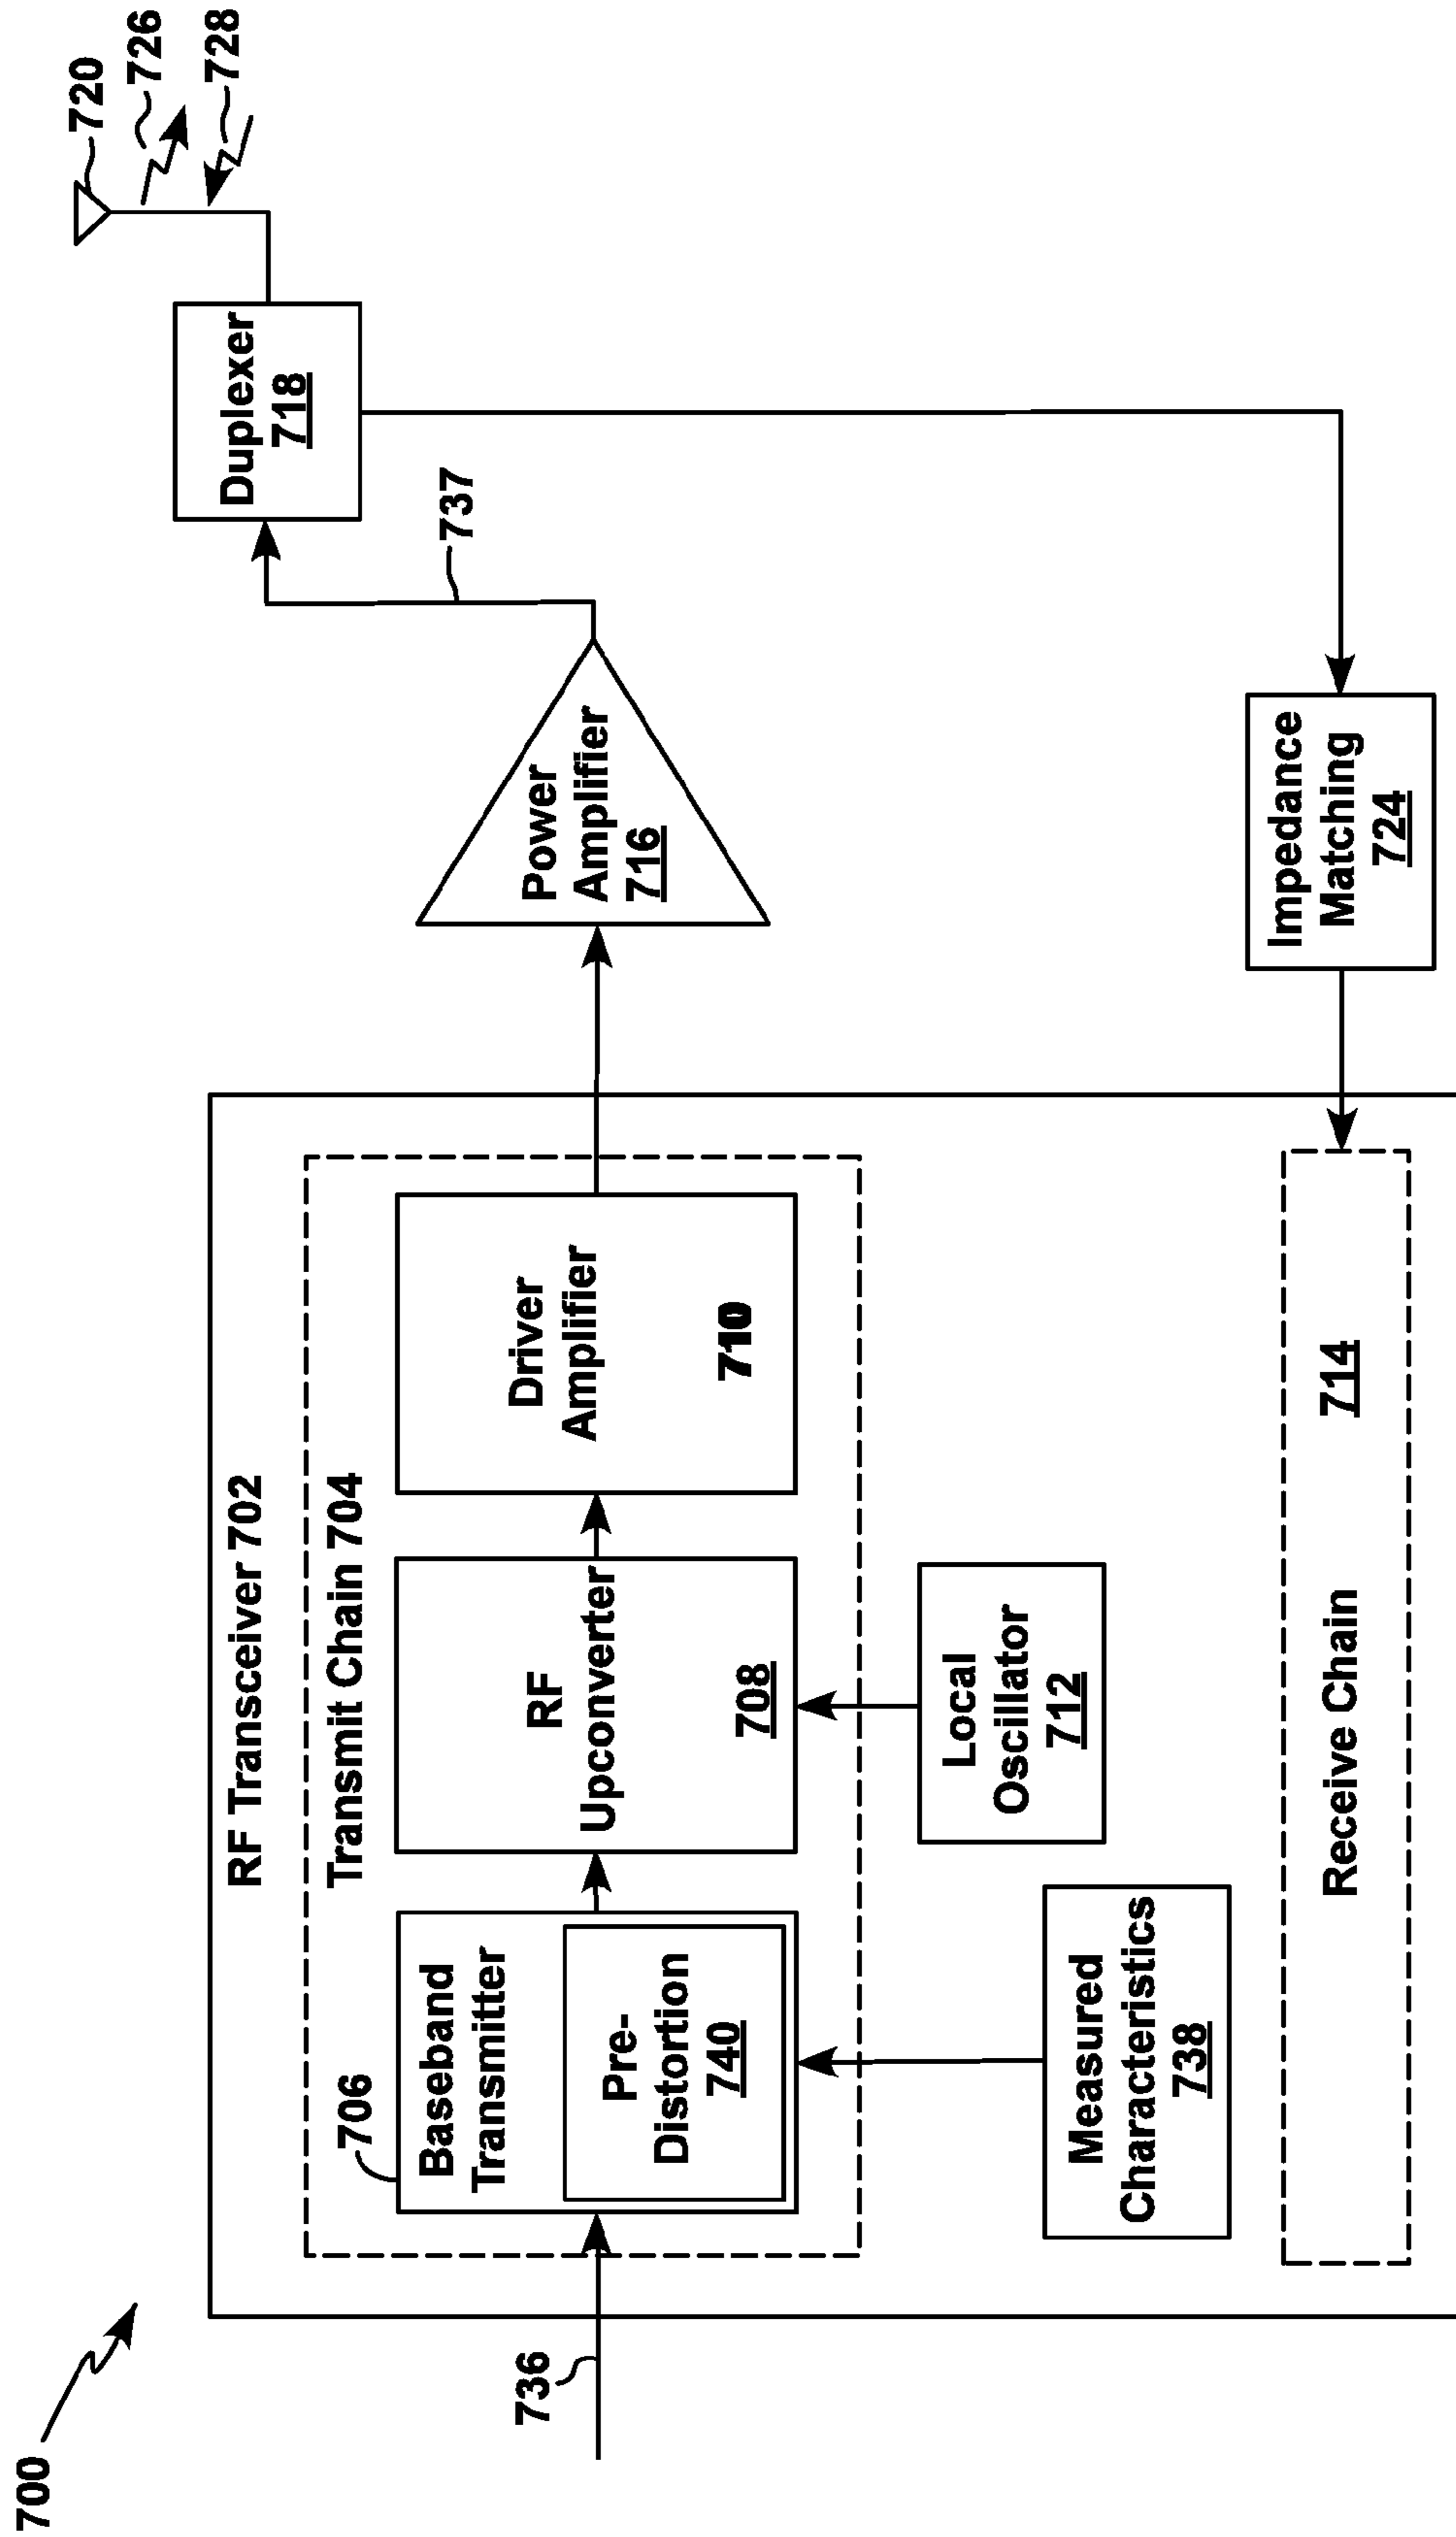 700
RF Transceiver 702
Transmit Chain 704
706
Baseband
Transmitter
Pre-
Distortion
740
RF
Upconverter
708
Driver
Amplifier
710
736
Measured
Characteristics
738
Local
Oscillator
712
Receive Chain 714
Power
Amplifier
716
737
Duplexer
718
720
726
728
Impedance
Matching
724